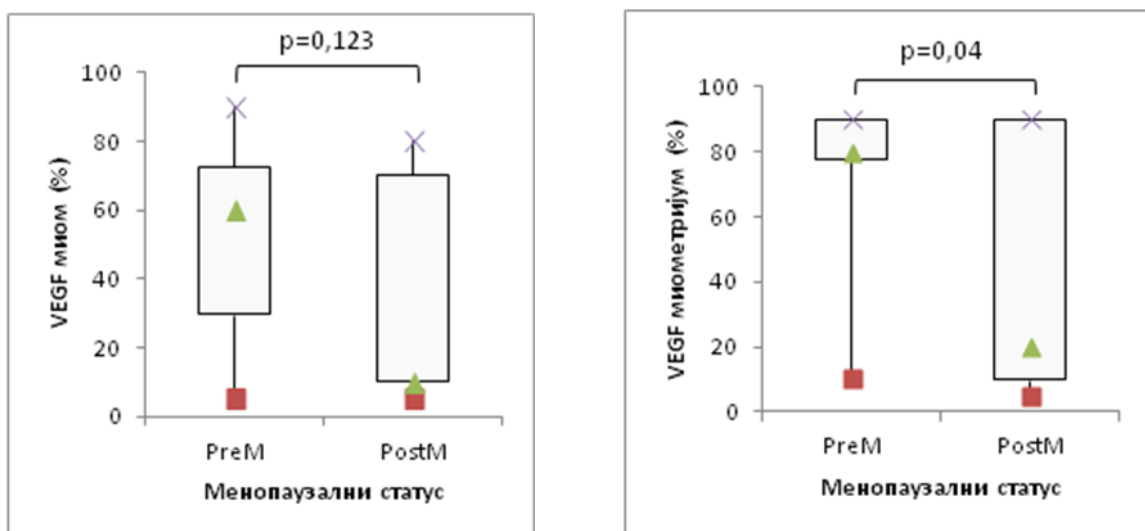 p=0,123
100
80
60
40
20
0
VEGF миом (%)
PreM PostM
Менопаузални статус
p=0,04
100
80
60
40
20
0
VEGF миометријум (%)
PreM PostM
Менопаузални статус